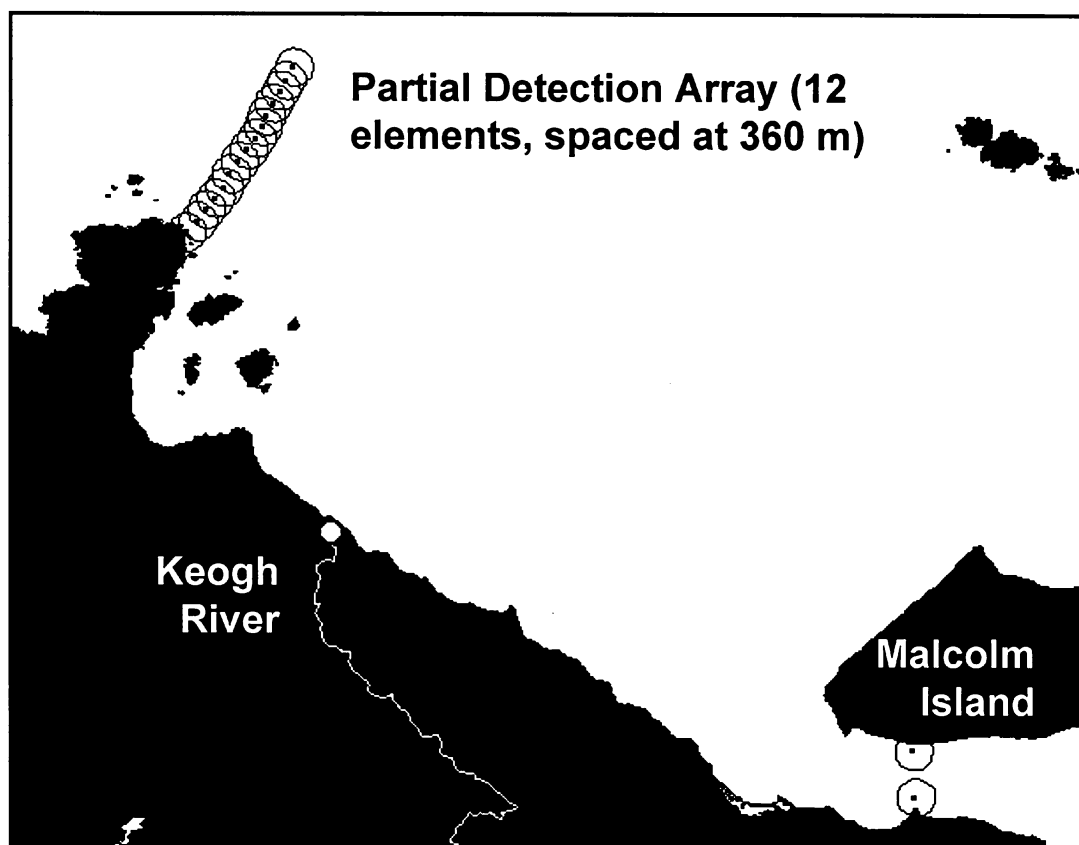 Partial Detection Array (12
elements, spaced at 360 m)
Keogh
River
Malcolm
Island